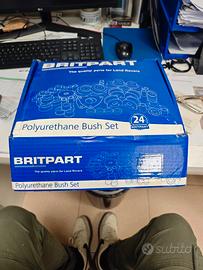 BRITPART
The quality parts for Land Rovers
24
Polyurethane Bush Set
BRITPART
The quality parts for Land Rovers
Polyurethane Bush Set
subito